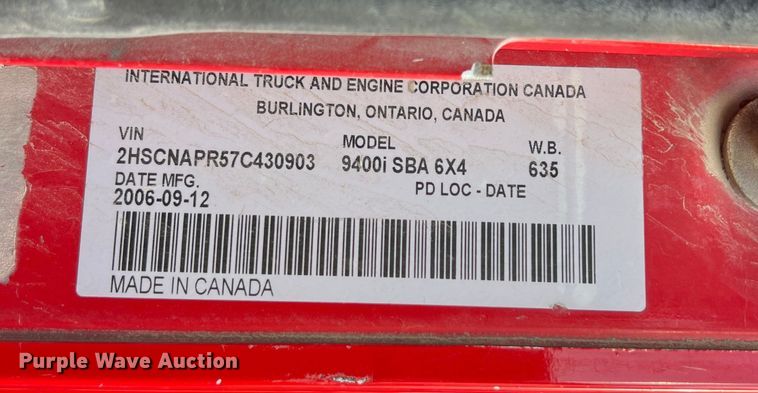 INTERNATIONAL TRUCK AND ENGINE CORPORATION CANADA
BURLINGTON, ONTARIO, CANADA
VIN MODEL W.B.
2HSCNAPR57C430903 9400i SBA 6X4 635
DATE MFG. PD LOC - DATE
2006-09-12
MADE IN CANADA
Purple Wave Auction